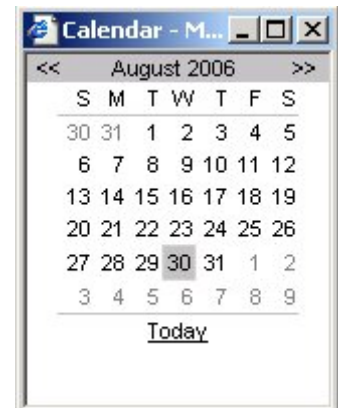 Calendar - M...
<< August 2006 >>
S M T W T F S
30 31 1 2 3 4 5
6 7 8 9 10 11 12
13 14 15 16 17 18 19
20 21 22 23 24 25 26
27 28 29 30 31 1 2
3 4 5 6 7 8 9
Today